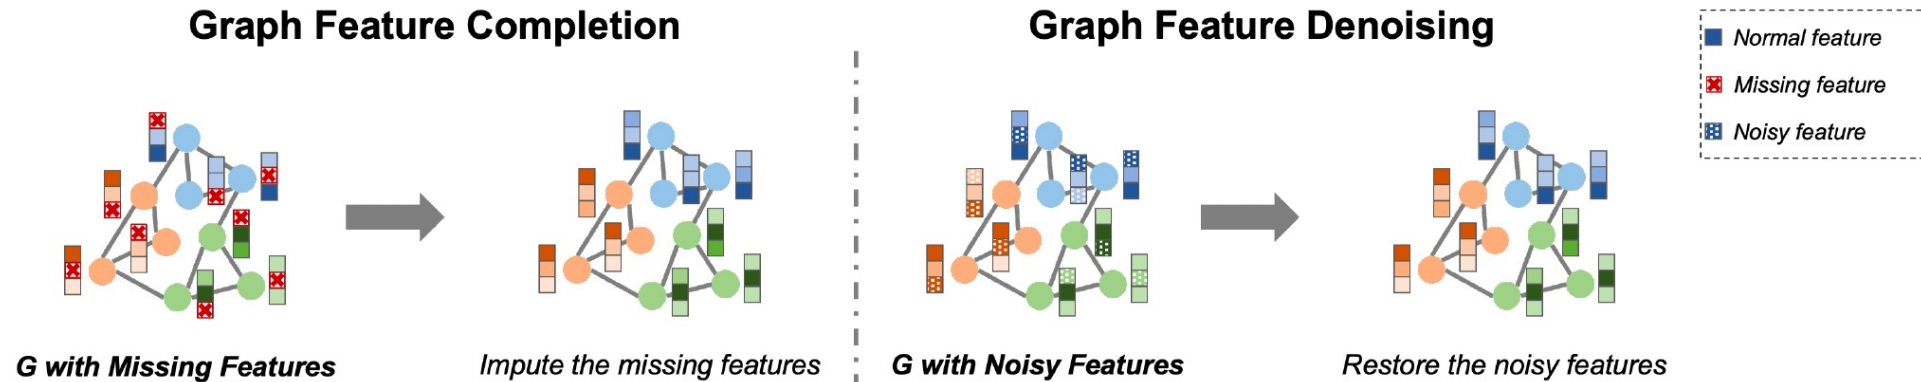 Graph Feature Completion
Graph Feature Denoising
Normal feature
Missing feature
Noisy feature
G with Missing Features
Impute the missing features
G with Noisy Features
Restore the noisy features